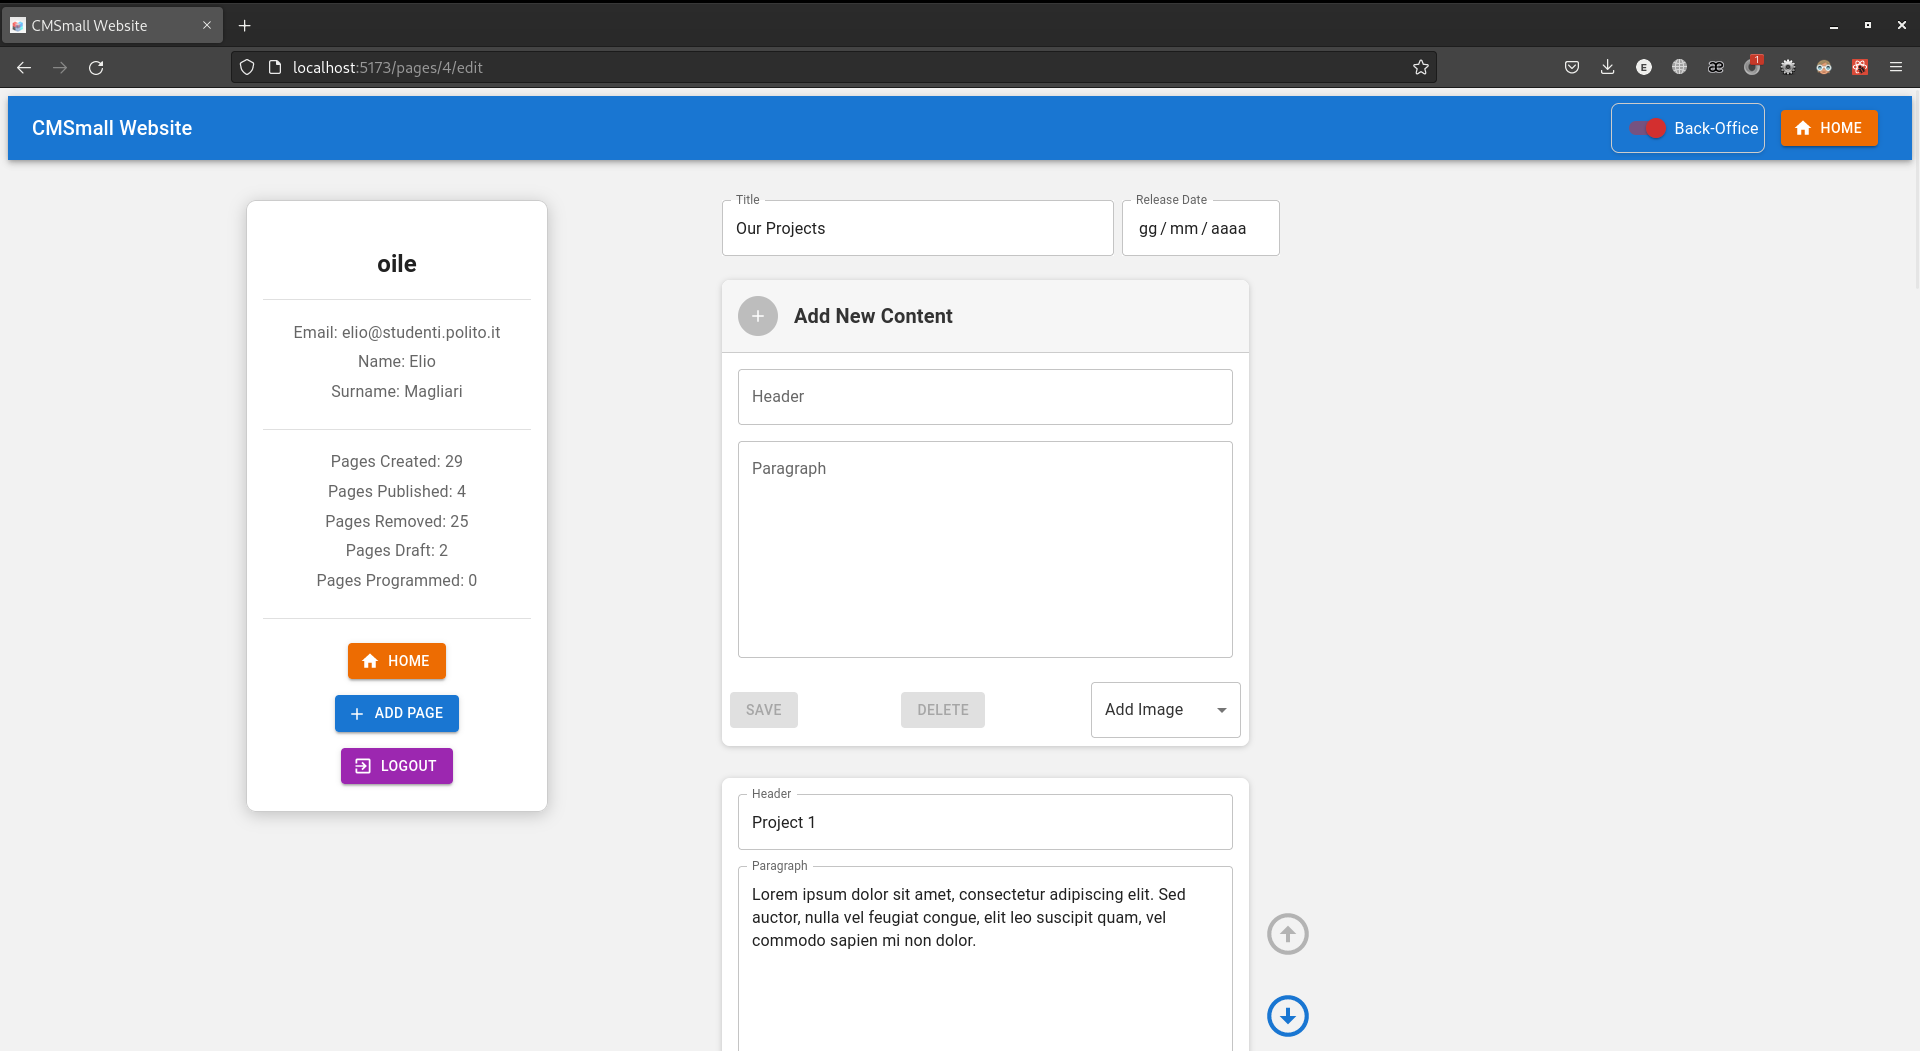 CMSmall Website
localhost:5173/pages/4/edit
E
æ
1
CMSmall Website
Back-Office
HOME
oile
Email: elio@studenti.polito.it
Name: Elio
Surname: Magliari
Pages Created: 29
Pages Published: 4
Pages Removed: 25
Pages Draft: 2
Pages Programmed: 0
HOME
ADD PAGE
LOGOUT
Title
Our Projects
Release Date
gg/mm/aaaa
Add New Content
Header
Paragraph
SAVE
DELETE
Add Image
Header
Project 1
Paragraph
Lorem ipsum dolor sit amet, consectetur adipiscing elit. Sed
auctor, nulla vel feugiat congue, elit leo suscipit quam, vel
commodo sapien mi non dolor.